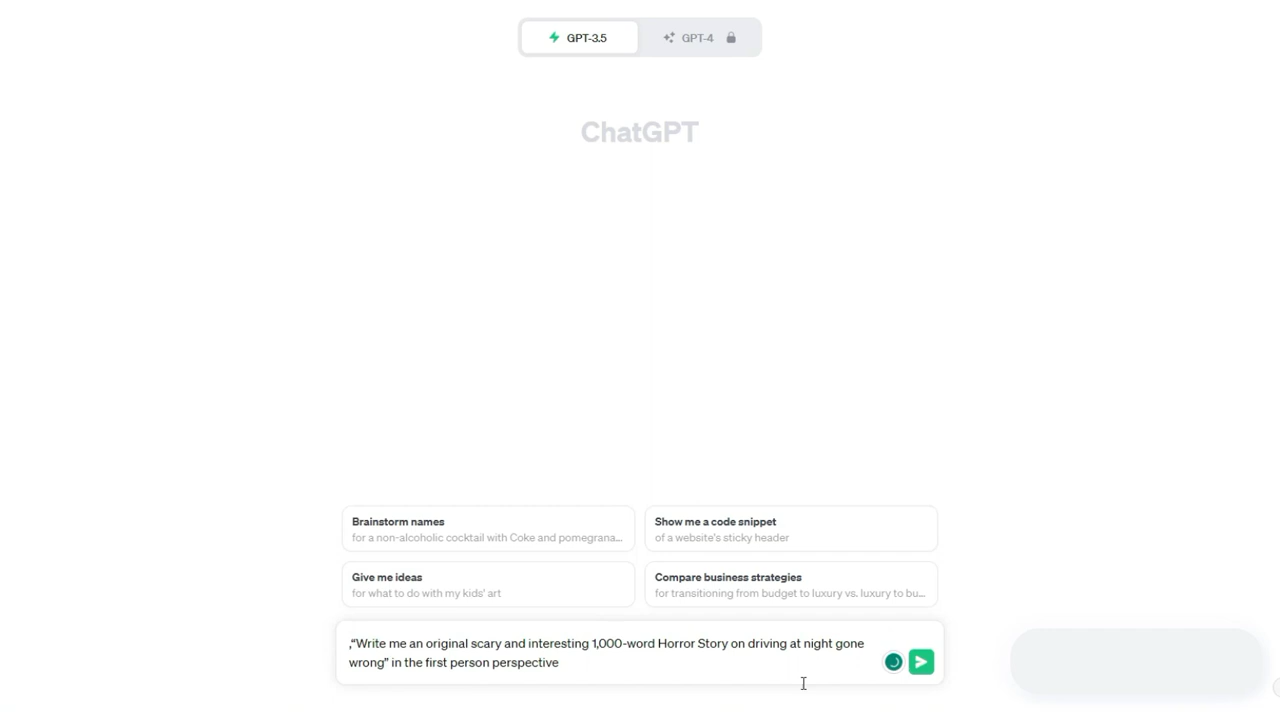 GPT-3.5
GPT-4
ChatGPT
Brainstorm names
for a non-alcoholic cocktail with Coke and pomegrana...
Show me a code snippet
of a website's sticky header
Give me ideas
for what to do with my kids' art
Compare business strategies
for transitioning from budget to luxury vs. luxury to bu...
,“Write me an original scary and interesting 1,000-word Horror Story on driving at night gone
wrong” in the first person perspective